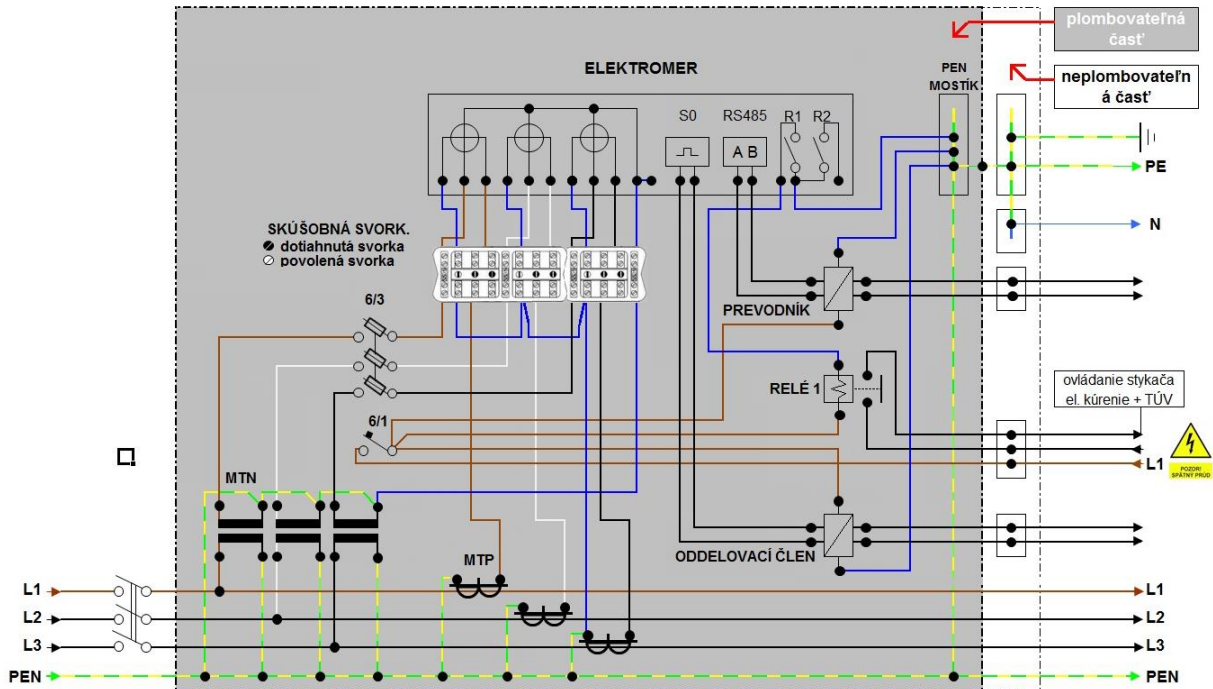 plombovateľná
časť
neplombovateľn
á časť
PEN
MOSTÍK
ELEKTROMER
S0
RS485
R1
R2
A B
PE
N
SKÚŠOBNÁ SVORK.
dotiahnutá svorka
povolená svorka
6/3
PREVODNÍK
RELÉ 1
ovládanie stykača
el. kúrenie + TÚV
6/1
L1
POZOR!
SPÄTNÝ PRÚD
MTN
MTP
ODDELOVACÍ ČLEN
L1
L1
L2
L2
L3
L3
PEN
PEN